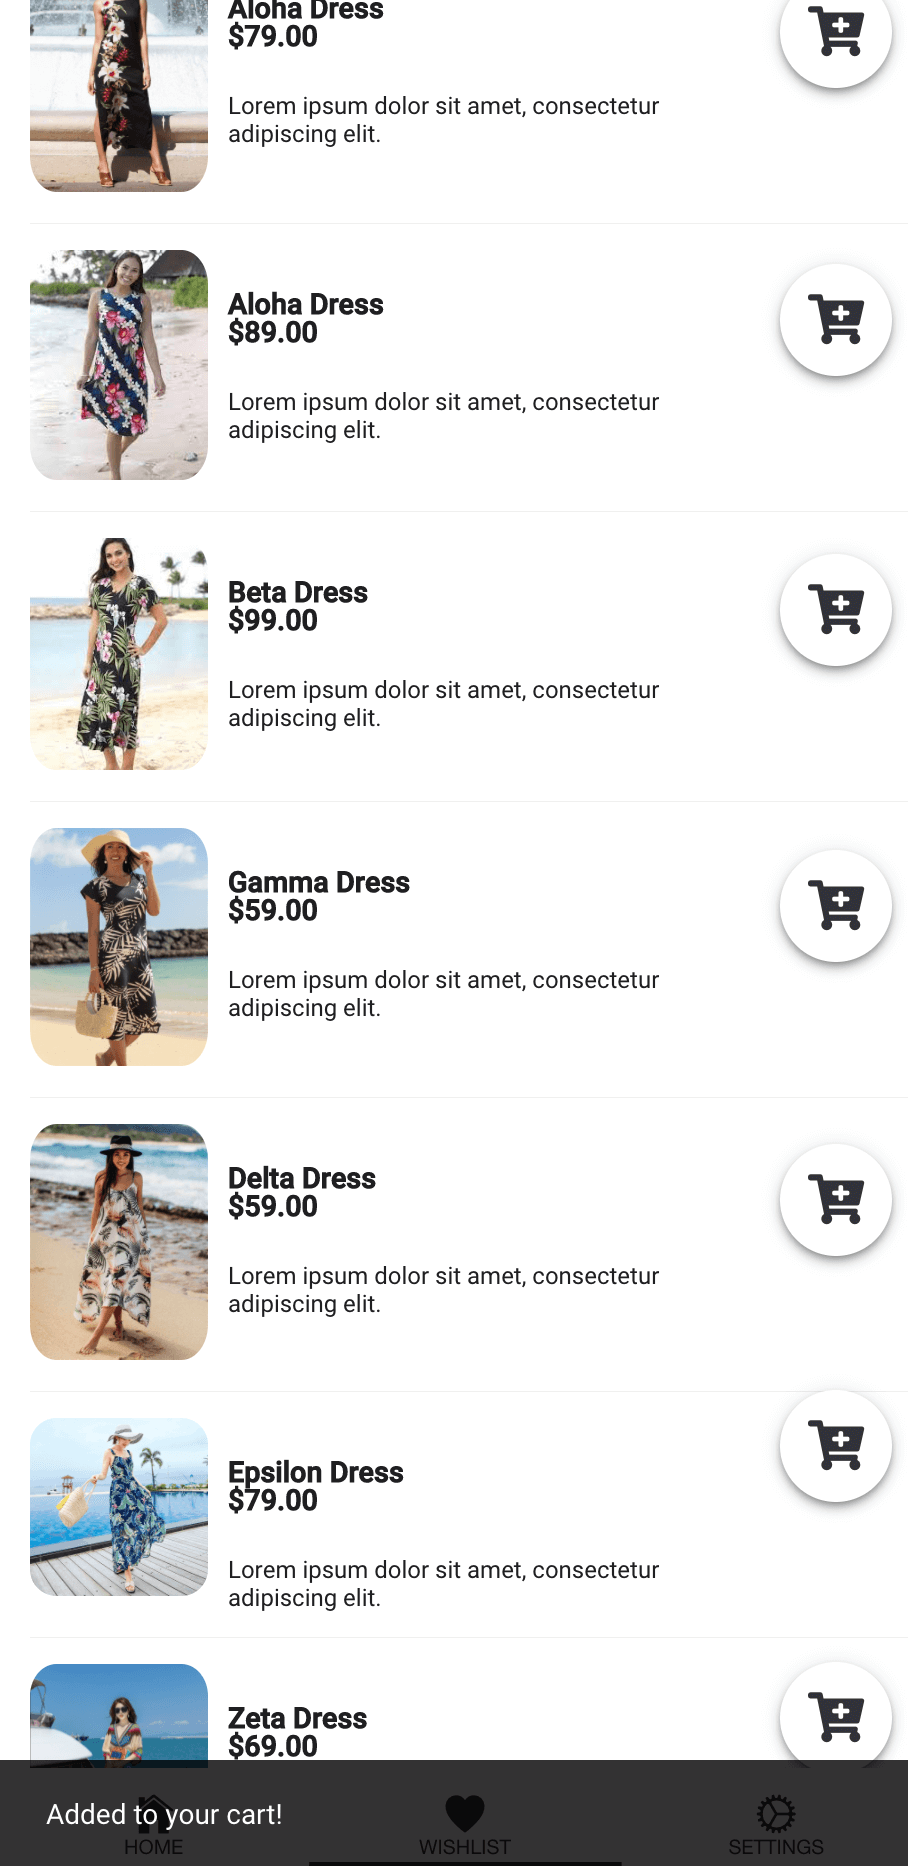 Aloha Dress
$79.00
Lorem ipsum dolor sit amet, consectetur
adipiscing elit.
Aloha Dress
$89.00
Lorem ipsum dolor sit amet, consectetur
adipiscing elit.
Beta Dress
$99.00
Lorem ipsum dolor sit amet, consectetur
adipiscing elit.
Gamma Dress
$59.00
Lorem ipsum dolor sit amet, consectetur
adipiscing elit.
Delta Dress
$59.00
Lorem ipsum dolor sit amet, consectetur
adipiscing elit.
Epsilon Dress
$79.00
Lorem ipsum dolor sit amet, consectetur
adipiscing elit.
Zeta Dress
$69.00
Added to your cart!
HOME WISHLIST SETTINGS